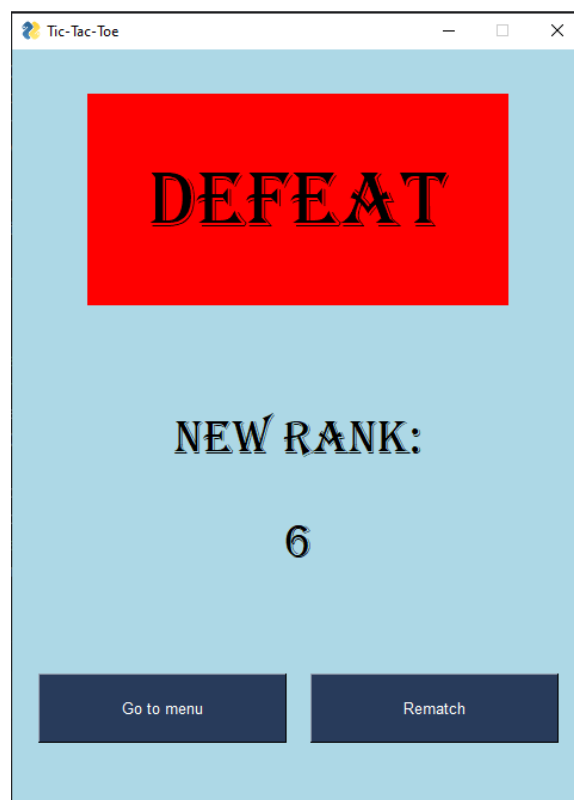 Tic-Tac-Toe
DEFEAT
NEW RANK:
6
Go to menu
Rematch